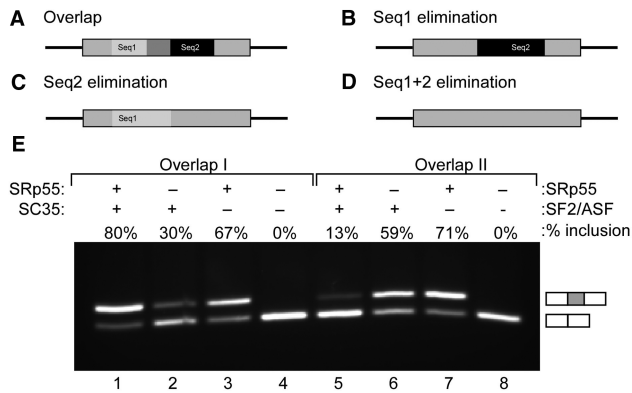 A Overlap B Seq1 elimination
Seq1 Seq2 Seq2
C Seq2 elimination D Seq1+2 elimination
Seq1
E
Overlap I Overlap II
SRp55: + – + – + – + – :SRp55
SC35: + + – – + + – - :SF2/ASF
80% 30% 67% 0% 13% 59% 71% 0% :% inclusion
1 2 3 4 5 6 7 8